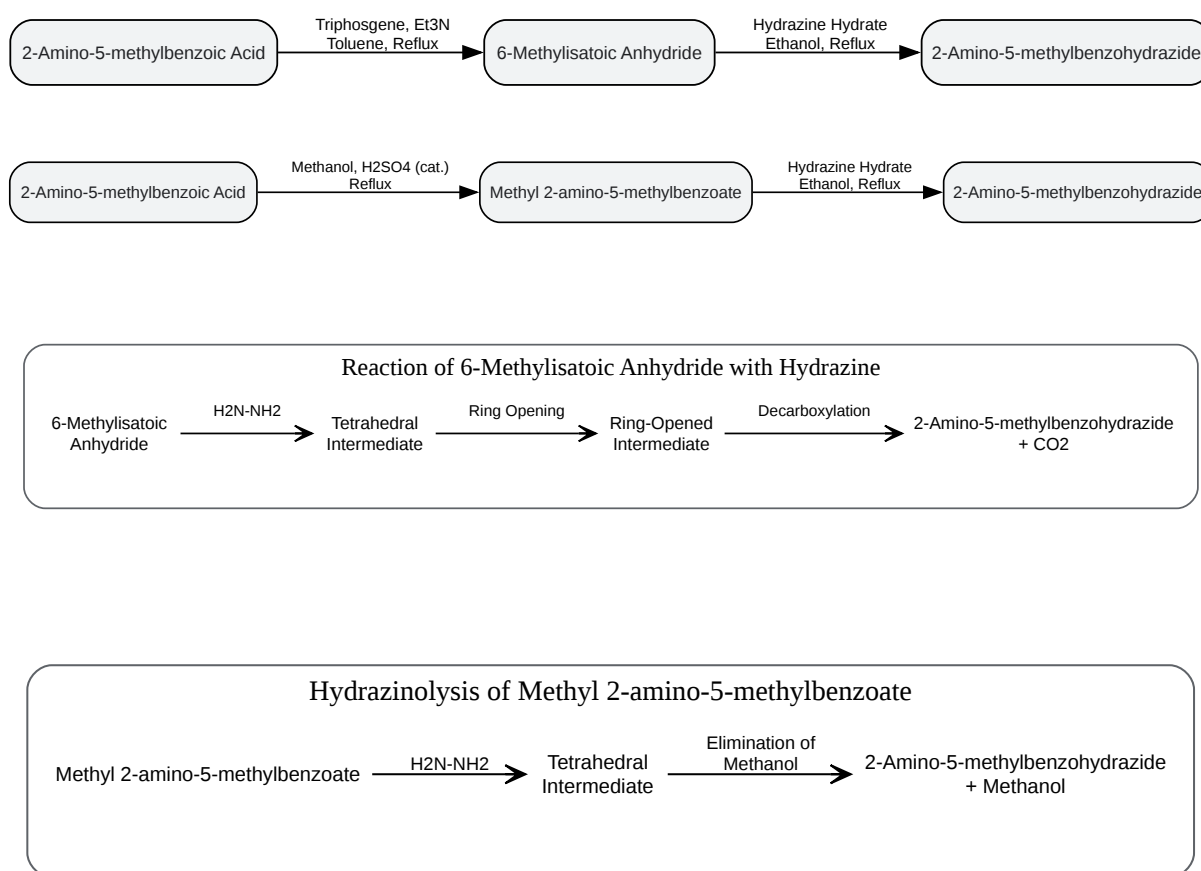 Triphosgene, Et3N
Toluene, Reflux
Hydrazine Hydrate
Ethanol, Reflux
2-Amino-5-methylbenzoic Acid
6-Methylisatoic Anhydride
2-Amino-5-methylbenzohydrazide
Methanol, H2SO4 (cat.)
Reflux
Hydrazine Hydrate
Ethanol, Reflux
2-Amino-5-methylbenzoic Acid
Methyl 2-amino-5-methylbenzoate
2-Amino-5-methylbenzohydrazide
Reaction of 6-Methylisatoic Anhydride with Hydrazine
6-Methylisatoic
Anhydride
H2N-NH2
Tetrahedral
Intermediate
Ring Opening
Ring-Opened
Intermediate
Decarboxylation
2-Amino-5-methylbenzohydrazide
+ CO2
Hydrazinolysis of Methyl 2-amino-5-methylbenzoate
Methyl 2-amino-5-methylbenzoate
H2N-NH2
Tetrahedral
Intermediate
Elimination of
Methanol
2-Amino-5-methylbenzohydrazide
+ Methanol